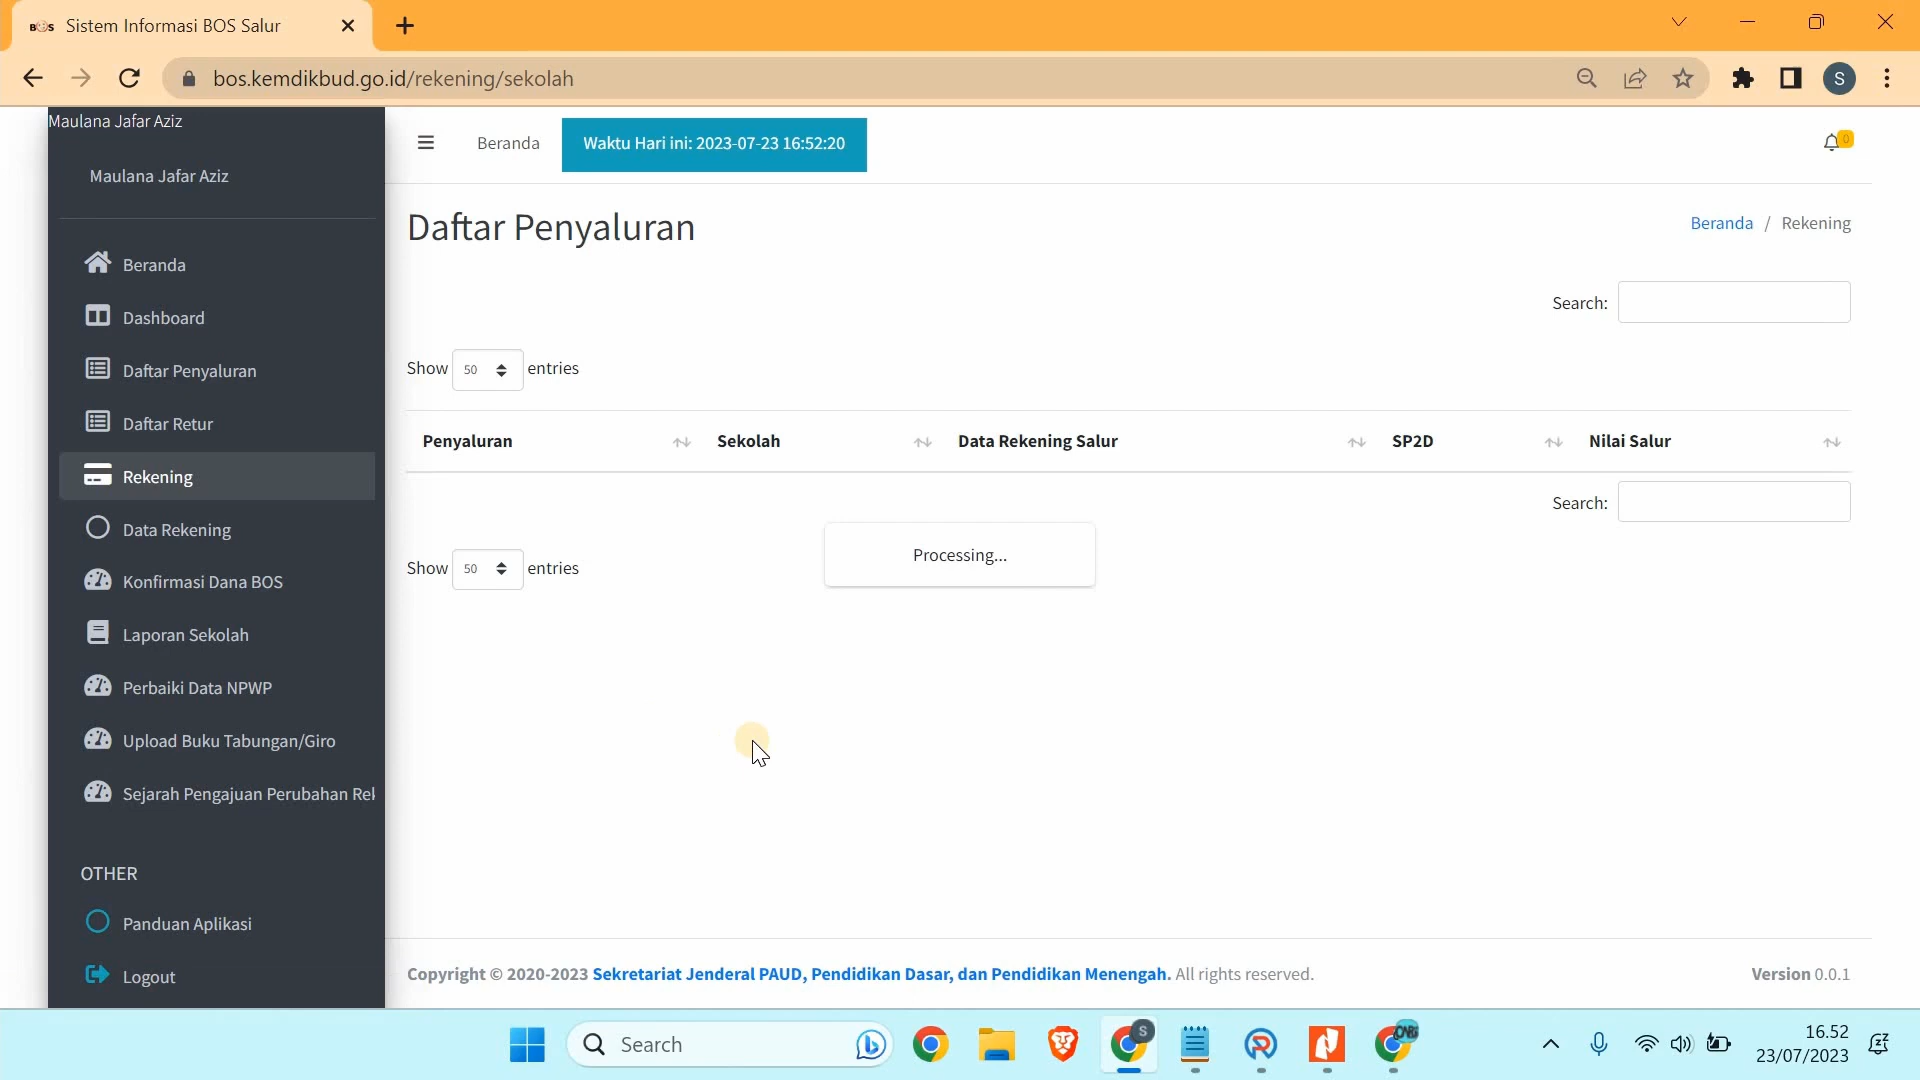 BOS Sistem Informasi BOS Salur
bos.kemdikbud.go.id/rekening/sekolah
S
Maulana Jafar Aziz
Maulana Jafar Aziz
Beranda
Dashboard
Daftar Penyaluran
Daftar Retur
Rekening
Data Rekening
Konfirmasi Dana BOS
Laporan Sekolah
Perbaiki Data NPWP
Upload Buku Tabungan/Giro
Sejarah Pengajuan Perubahan Rek
OTHER
Panduan Aplikasi
Logout
Beranda
Waktu Hari ini: 2023-07-23 16:52:20
0
Daftar Penyaluran
Beranda / Rekening
Search:
Show 50 entries
Penyaluran Sekolah Data Rekening Salur SP2D Nilai Salur
Search:
Processing...
Show 50 entries
Copyright © 2020-2023 Sekretariat Jenderal PAUD, Pendidikan Dasar, dan Pendidikan Menengah. All rights reserved.
Version 0.0.1
Search
S
16.52
23/07/2023